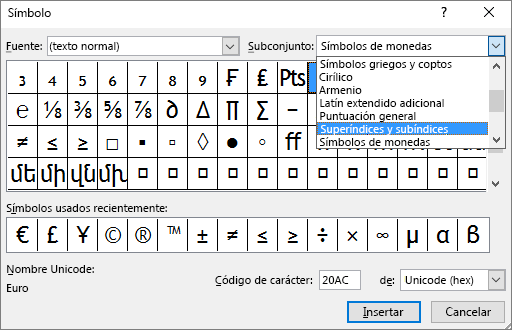 Símbolo
Fuente: (texto normal) Subconjunto: Símbolos de monedas
Símbolos griegos y coptos
Cirílico
Armenio
Latín extendido adicional
Puntuación general
Superíndices y subíndices
Símbolos de monedas
3 4 5 6 7 8 9 ₣ ₤ ₧
℮ ⅛ ⅜ ⅝ ⅞ ∂ ∆ ∏ ∑ −
≠ ≤ ≥ □ ▪ ▫ ◊ ● ◦ ff
մե մի վն մխ
Símbolos usados recientemente:
€ £ ¥ © ® ™ ± ≠ ≤ ≥ ÷ × ∞ µ α β
Nombre Unicode:
Euro
Código de carácter: 20AC de: Unicode (hex)
Insertar Cancelar